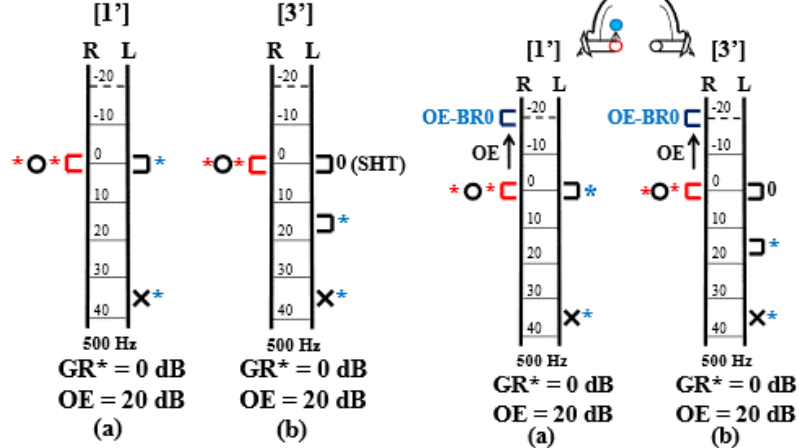 [1'] [3']
R L R L
-20 -20
-10 -10
* O * 0 * * O * 0 0 (SHT)
10 10
20 20 *
30 30
40 X * 40 X *
500 Hz 500 Hz
GR* = 0 dB GR* = 0 dB
OE = 20 dB OE = 20 dB
(a) (b)
[1'] [3']
R L R L
OE-BR0 -20 OE-BR0 -20
OE -10 OE -10
* O * 0 * * O * 0 0
10 10
20 20 *
30 30
40 X * 40 X *
500 Hz 500 Hz
GR* = 0 dB GR* = 0 dB
OE = 20 dB OE = 20 dB
(a) (b)